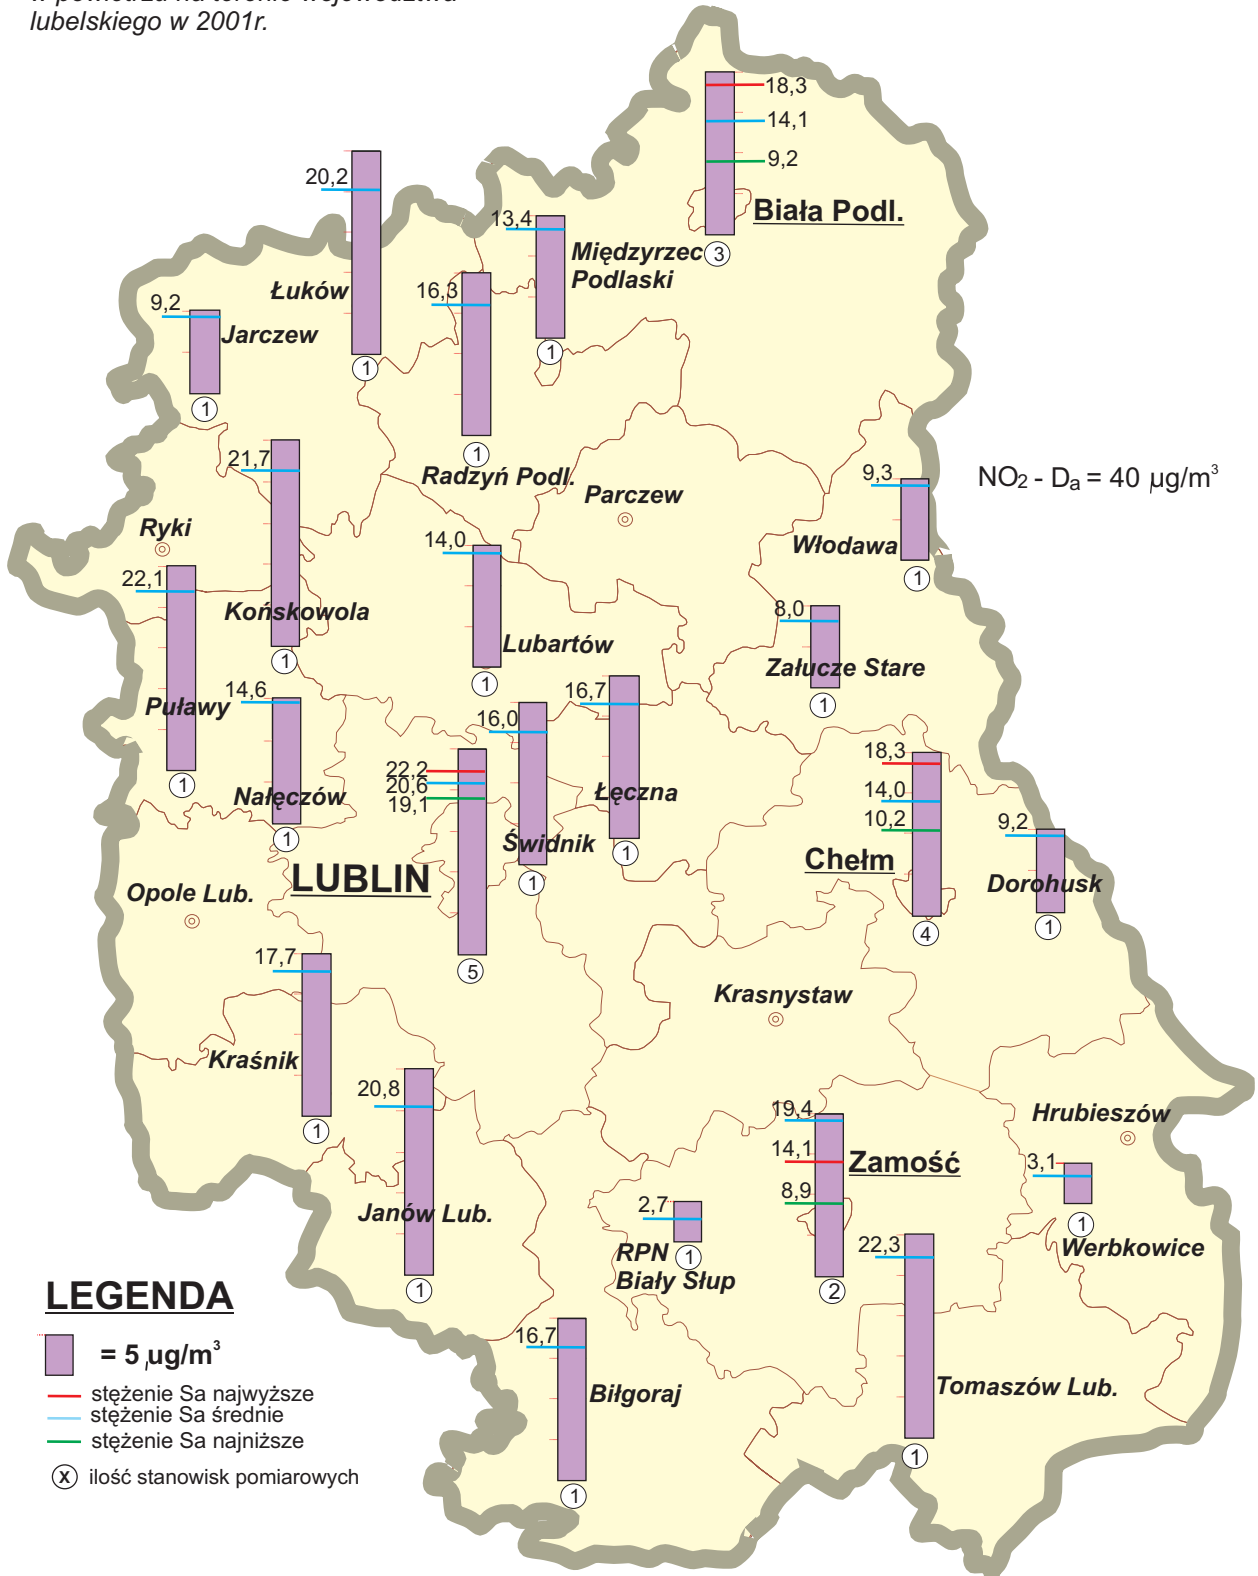 lubelskiego w 2001r.
18,3
14,1
9,2
Biała Podl.
3
20,2
Łuków
1
13,4
Międzyrzec
Podlaski
1
16,3
Radzyń Podl.
1
9,2
Jarczew
1
21,7
Końskowola
1
Parczew
9,3
Włodawa
1
NO2 - Da = 40 µg/m³
Ryki
22,1
Puławy
1
14,0
Lubartów
1
8,0
Załucze Stare
1
14,6
Nałęczów
1
16,0
Świdnik
1
16,7
Łęczna
1
22,2
20,6
19,1
LUBLIN
5
18,3
14,0
10,2
Chełm
4
9,2
Dorohusk
1
Opole Lub.
17,7
Kraśnik
1
Krasnystaw
20,8
Janów Lub.
1
19,4
14,1
8,9
Zamość
2
Hrubieszów
3,1
1
Werbkowice
2,7
RPN
Biały Słup
1
22,3
Tomaszów Lub.
1
16,7
Biłgoraj
1
LEGENDA
= 5 µg/m³
stężenie Sa najwyższe
stężenie Sa średnie
stężenie Sa najniższe
x ilość stanowisk pomiarowych